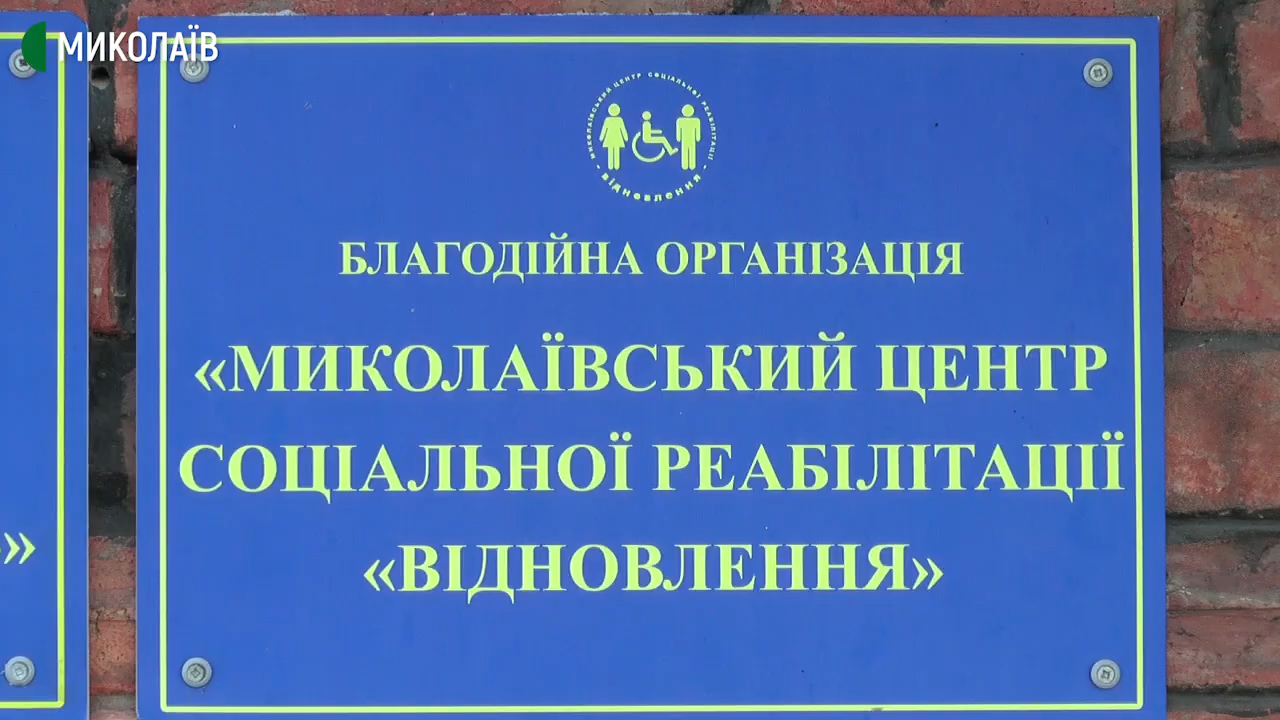 МИКОЛАЇВ
МИКОЛАЇВСЬКИЙ ЦЕНТР СОЦІАЛЬНОЇ РЕАБІЛІТАЦІЇ
- відновлення -
БЛАГОДІЙНА ОРГАНІЗАЦІЯ
«МИКОЛАЇВСЬКИЙ ЦЕНТР
СОЦІАЛЬНОЇ РЕАБІЛІТАЦІЇ
«ВІДНОВЛЕННЯ»
»